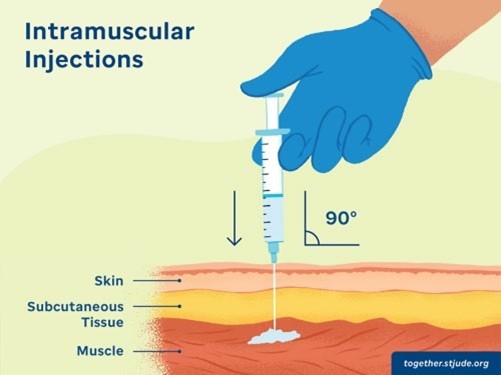 Intramuscular
Injections
90°
Skin
Subcutaneous
Tissue
Muscle
together.stjude.org